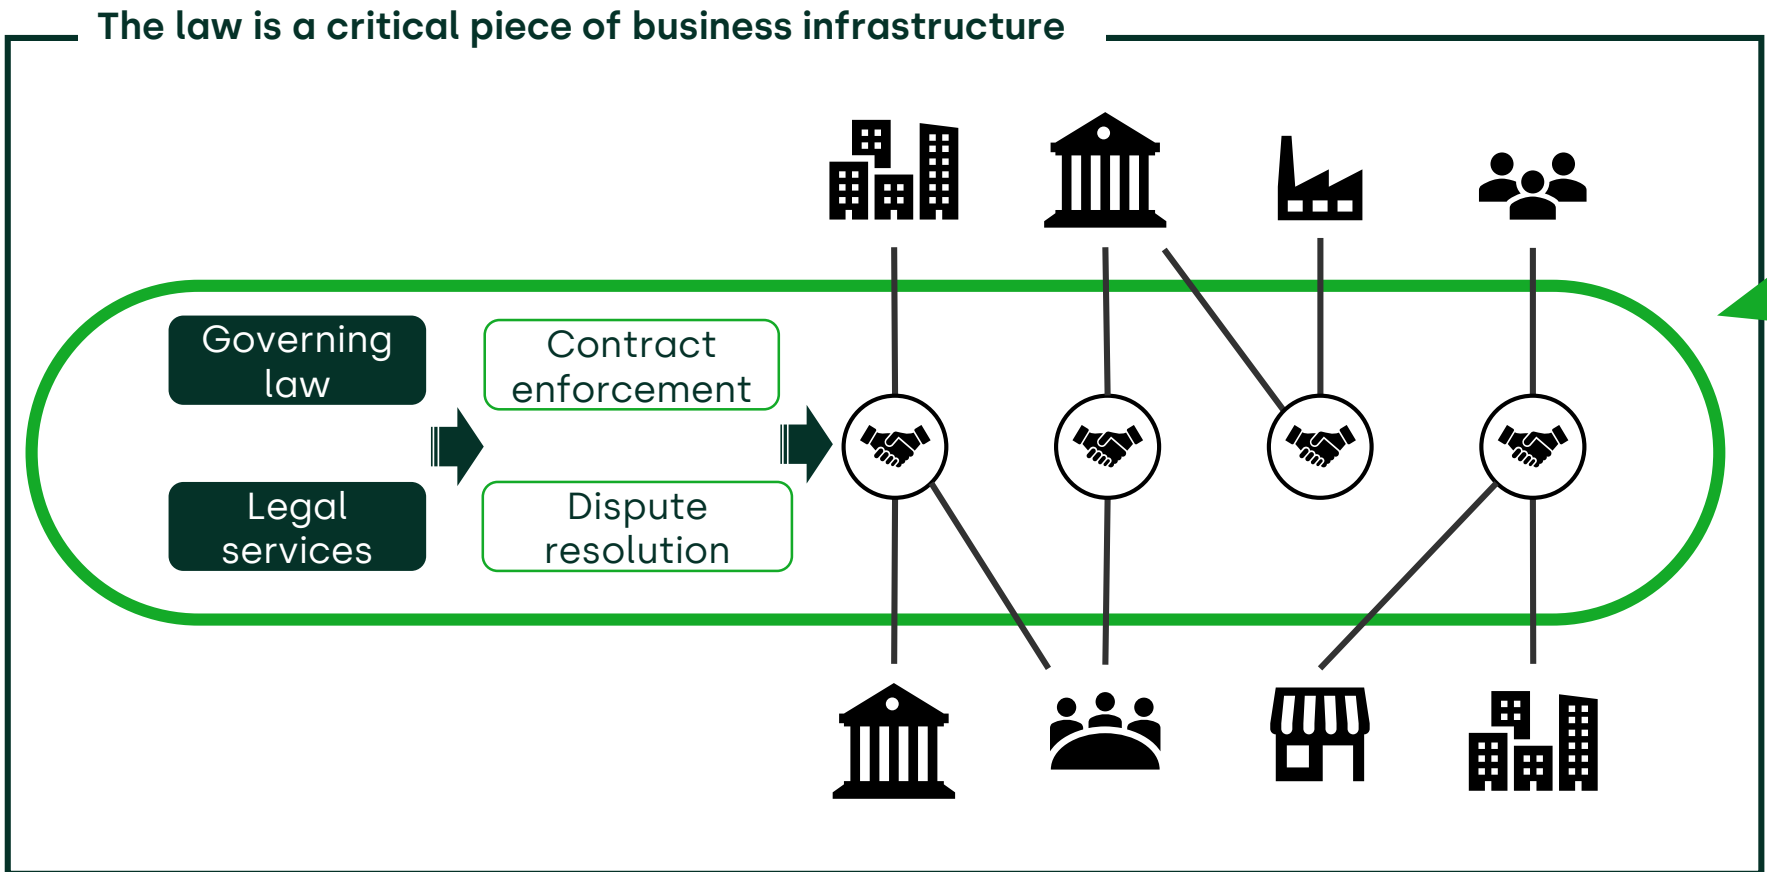 The law is a critical piece of business infrastructure
Governing
law
Contract
enforcement
Legal
services
Dispute
resolution